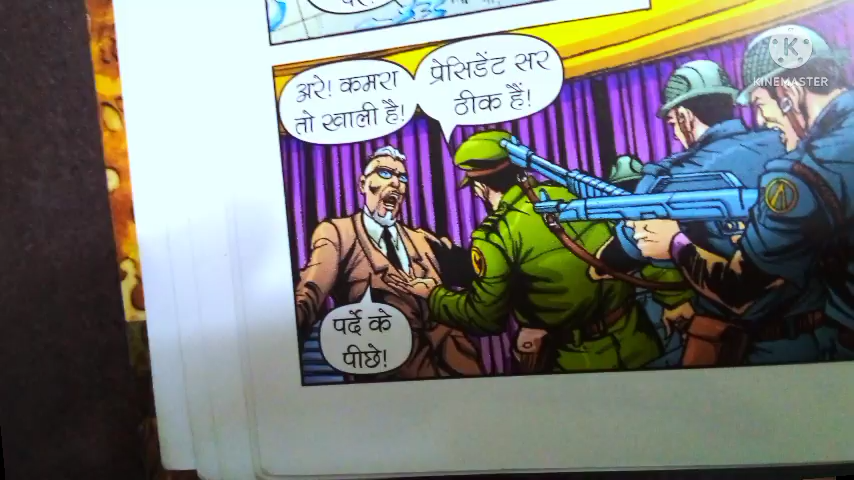 अरे! कमरा
तो खाली है!
प्रेसिडेंट सर
ठीक हैं!
पर्दे के
पीछे!
KINEMASTER